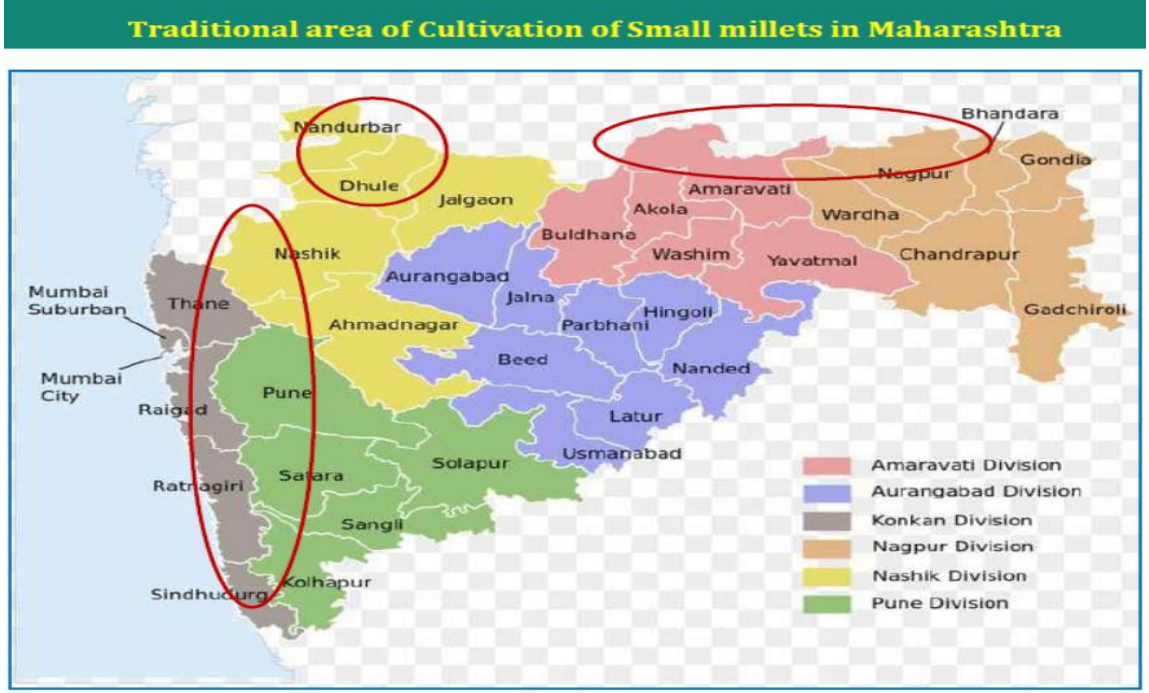 Traditional area of Cultivation of Small millets in Maharashtra
Bhandara
Nandurbar
Gondia
Nagpur
Dhule
Amaravati
Jalgaon
Akola
Wardha
Buldhana
Nashik
Washim
Yavatmal
Chandrapur
Aurangabad
Mumbai
Suburban
Thane
Jalna
Hingoli
Gadchiroli
Ahmadnagar
Parbhani
Beed
Nanded
Mumbai
City
Pune
Raigad
Latur
Usmanabad
Solapur
Satara
Ratnagiri
Sangli
Kolhapur
Sindhudurg
Amaravati Division
Aurangabad Division
Konkan Division
Nagpur Division
Nashik Division
Pune Division